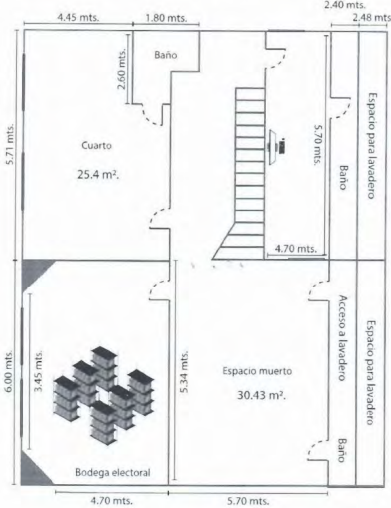 4.45 mts.
1.80 mts.
2.40 mts.
2.48 mts.
2.60 mts.
Baño
5.71 mts.
Cuarto
25.4 m².
5.70 mts.
Baño
Espacio para lavadero
4.70 mts.
6.00 mts.
3.45 mts.
5.34 mts.
Espacio muerto
30.43 m².
Acceso a lavadero
Baño
Espacio para lavadero
Bodega electoral
4.70 mts.
5.70 mts.